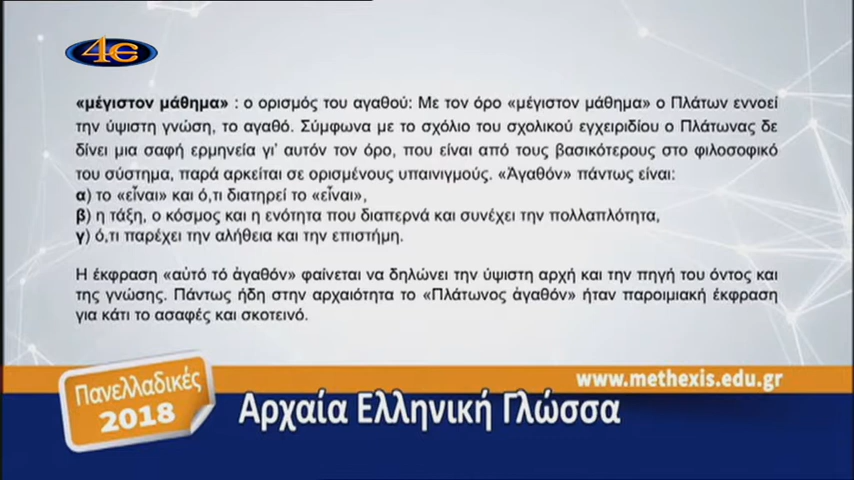 4E
«μέγιστον μάθημα» : ο ορισμός του αγαθού: Με τον όρο «μέγιστον μάθημα» ο Πλάτων εννοεί
την ύψιστη γνώση, το αγαθό. Σύμφωνα με το σχόλιο του σχολικού εγχειριδίου ο Πλάτωνας δε
δίνει μια σαφή ερμηνεία γι' αυτόν τον όρο, που είναι από τους βασικότερους στο φιλοσοφικό
του σύστημα, παρά αρκείται σε ορισμένους υπαινιγμούς. «Ἀγαθόν» πάντως είναι:
α) το «εἶναι» και ό,τι διατηρεί το «εἶναι»,
β) η τάξη, ο κόσμος και η ενότητα που διαπερνά και συνέχει την πολλαπλότητα,
γ) ό,τι παρέχει την αλήθεια και την επιστήμη.
Η έκφραση «αὐτό τό ἀγαθόν» φαίνεται να δηλώνει την ύψιστη αρχή και την πηγή του όντος και
της γνώσης. Πάντως ήδη στην αρχαιότητα το «Πλάτωνος ἀγαθόν» ήταν παροιμιακή έκφραση
για κάτι το ασαφές και σκοτεινό.
www.methexis.edu.gr
Πανελλαδικές
2018
Αρχαία Ελληνική Γλώσσα